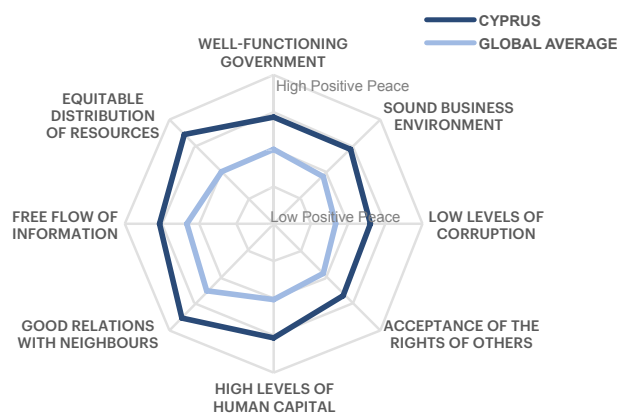 CYPRUS
GLOBAL AVERAGE
WELL-FUNCTIONING
GOVERNMENT
High Positive Peace
SOUND BUSINESS
ENVIRONMENT
EQUITABLE
DISTRIBUTION
OF RESOURCES
FREE FLOW OF
INFORMATION
Low Positive Peace
LOW LEVELS OF
CORRUPTION
GOOD RELATIONS
WITH NEIGHBOURS
ACCEPTANCE OF THE
RIGHTS OF OTHERS
HIGH LEVELS OF
HUMAN CAPITAL